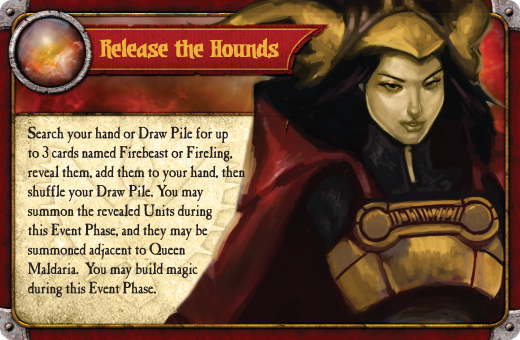 Release the Hounds
Search your hand or Draw Pile for up
to 3 cards named Firebeast or Fireling,
reveal them, add them to your hand, then
shuffle your Draw Pile. You may
summon the revealed Units during
this Event Phase, and they may be
summoned adjacent to Queen
Maldaria. You may build magic
during this Event Phase.